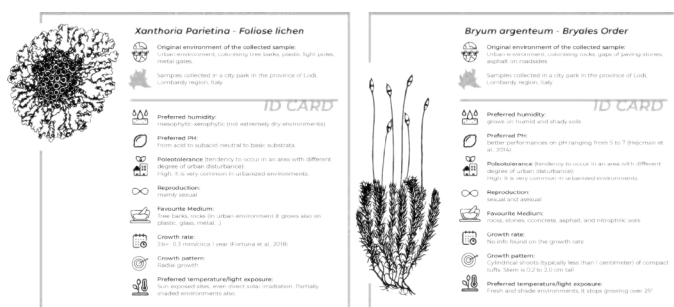 Xanthoria Parietina - Foliose lichen
Original environment of the collected sample:
Urban environment, colonising tree barks, plastic, light poles,
metal gates.
Samples collected in a city park in the province of Lodi,
Lombardy region, Italy
ID CARD
Preferred humidity:
mesophytic-xerophytic (not extremely dry environments)
Preferred PH:
From acid to subacid-neutral to basic substrata.
Poleotolerance (tendency to occur in an area with different
degree of urban disturbance):
High. It is very common in urbanized environments.
Reproduction:
mainly sexual
Favourite Medium:
Tree barks, rocks (in urban environment it grows also on
plastic, glass, metal...)
Growth rate:
0.3 mm/circa 1 year (Fortuna et al., 2018)
Growth pattern:
Radial growth
Preferred temperature/light exposure:
Sun exposed sites, even direct solar irradiation. Partially
shaded environments also.
Bryum argenteum - Bryales Order
Original environment of the collected sample:
Urban environment, colonising rocks, gaps of paving stones,
asphalt on roadsides
Samples collected in a city park in the province of Lodi,
Lombardy region, Italy
ID CARD
Preferred humidity:
grows on humid and shady soils
Preferred PH:
Better performances on pH ranging from 5 to 7 (Hejcman et
al., 2014)
Poleotolerance (tendency to occur in an area with different
degree of urban disturbance):
High. It is very common in urbanized environments.
Reproduction:
sexual and asexual
Favourite Medium:
rocks, stones, cconcrete, asphalt, and nitrophilic soils
Growth rate:
No info found on the growth rate
Growth pattern:
Cylindrical shoots (typically less than 1 centimeter) of compact
tuffs. Stem is 0.2 to 2.0 cm tall
Preferred temperature/light exposure:
Fresh and shade environments, it stops growing over 25°